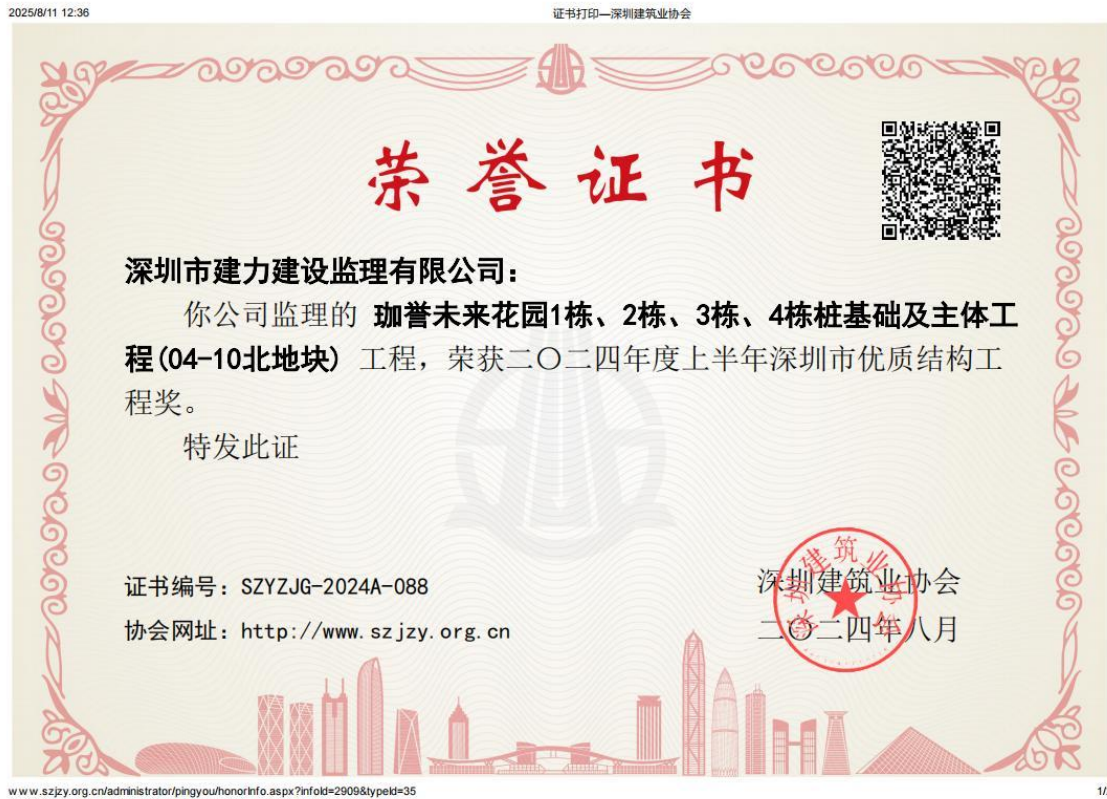 2025/8/11 12:36
证书打印—深圳建筑业协会
荣誉证书
深圳市建力建设监理有限公司：
你公司监理的 珈誉未来花园1栋、2栋、3栋、4栋桩基础及主体工
程(04-10北地块) 工程，荣获二〇二四年度上半年深圳市优质结构工
程奖。
特发此证
证书编号：SZYZJG-2024A-088
协会网址：http://www.szjzy.org.cn
深圳建筑业协会
二〇二四年八月
深圳建筑业协会
www.szjzy.org.cn/administrator/pingyou/honorInfo.aspx?infoId=2909&typeId=35
1/